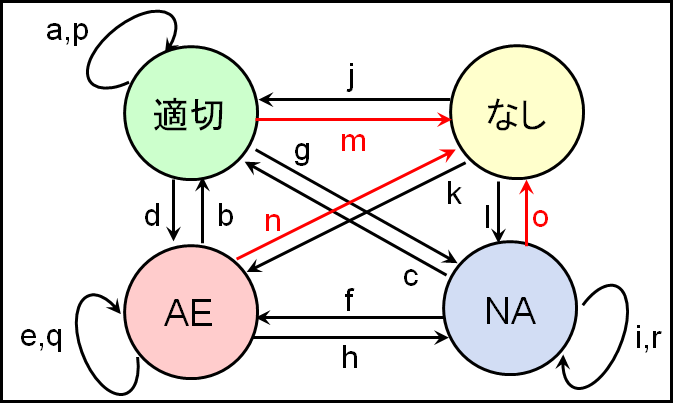 a,p
j
適切
なし
m
g
d
b
n
k
l
o
c
AE
NA
f
e,q
h
i,r